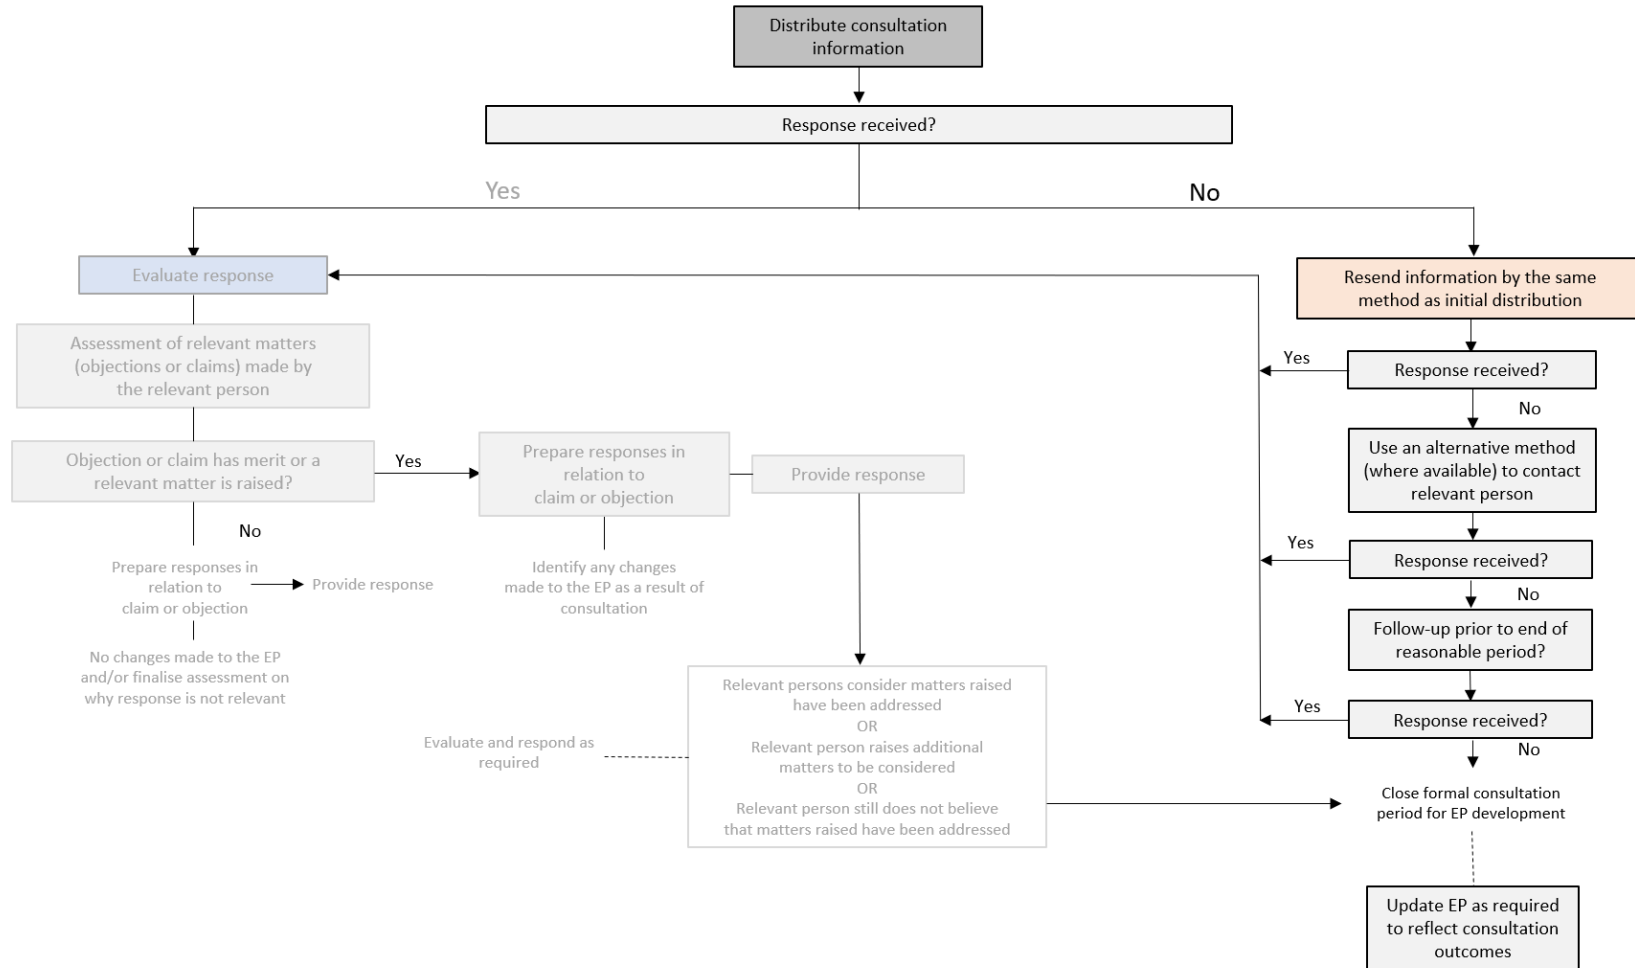 Distribute consultation
information
Response received?
Yes
No
Evaluate response
Resend information by the same
method as initial distribution
Assessment of relevant matters
(objections or claims) made by
the relevant person
Yes
Response received?
No
Objection or claim has merit or a
relevant matter is raised?
Yes
Prepare responses in
relation to
claim or objection
Provide response
Use an alternative method
(where available) to contact
relevant person
No
Yes
Response received?
No
Prepare responses in
relation to
claim or objection
Provide response
Identify any changes
made to the EP as a result of
consultation
Follow-up prior to end of
reasonable period?
No changes made to the EP
and/or finalise assessment on
why response is not relevant
Yes
Response received?
No
Evaluate and respond as
required
Relevant persons consider matters raised
have been addressed
OR
Relevant person raises additional
matters to be considered
OR
Relevant person still does not believe
that matters raised have been addressed
Close formal consultation
period for EP development
Update EP as required
to reflect consultation
outcomes